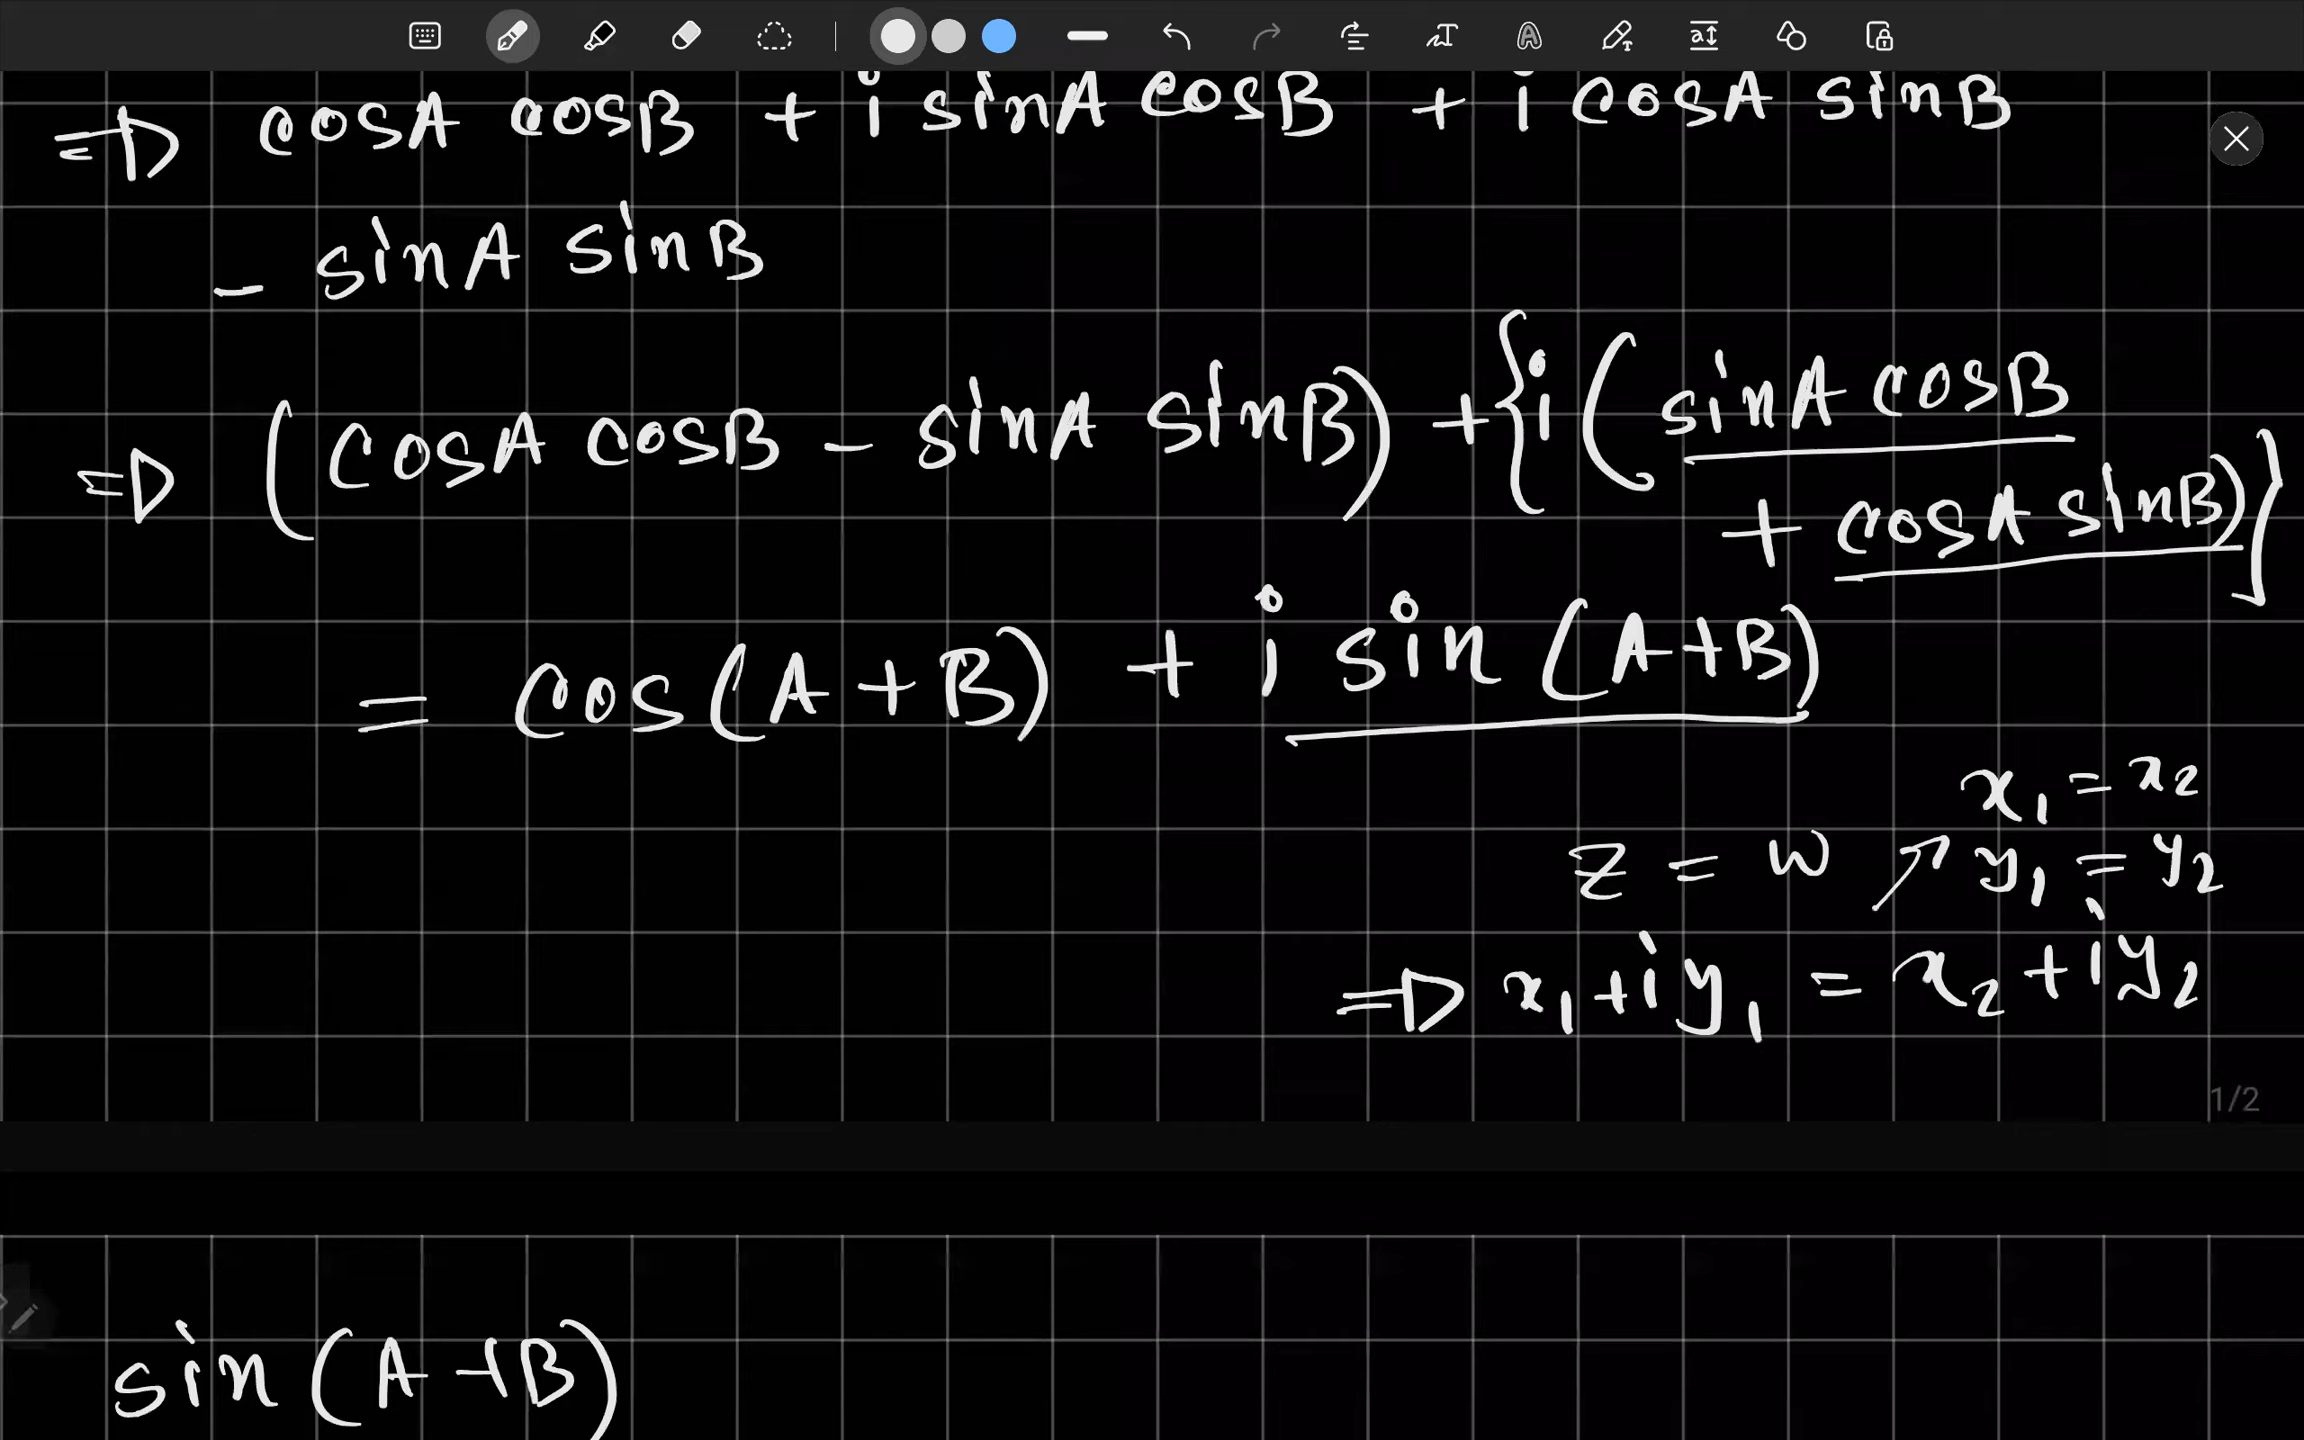 ⇒ cosA cosB + i sinA cosB + i cosA sinB
- sinA sinB
⇒ (cosA cosB - sinA sinB) + {i (sinA cosB
+ cosA sinB)}
= cos(A+B) + i sin (A+B)
x₁ = x₂
z = w ↗ y₁ = y₂
⇒ x₁+iy₁ = x₂+iy₂
1/2
sin (A+B)